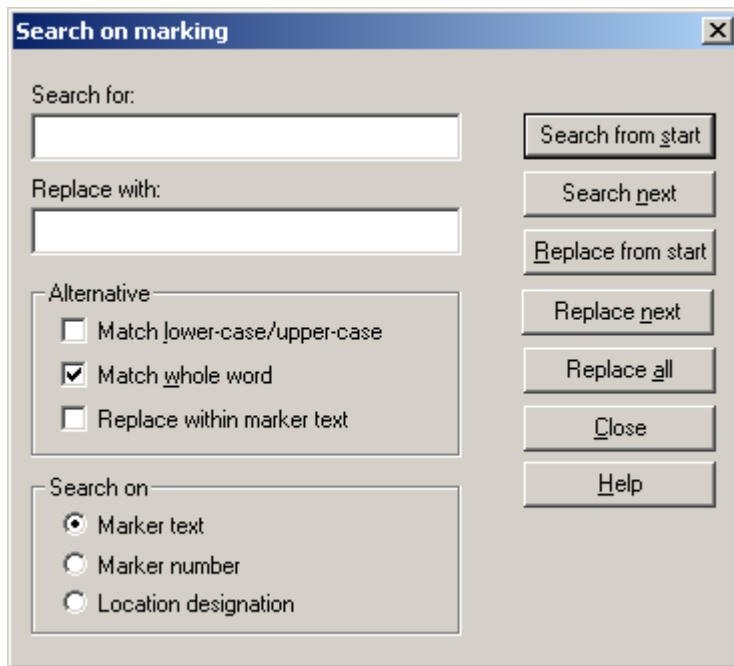 Search on marking
Search for:
Replace with:
Alternative
Match lower-case/upper-case
Match whole word
Replace within marker text
Search on
Marker text
Marker number
Location designation
Search from start
Search next
Replace from start
Replace next
Replace all
Close
Help